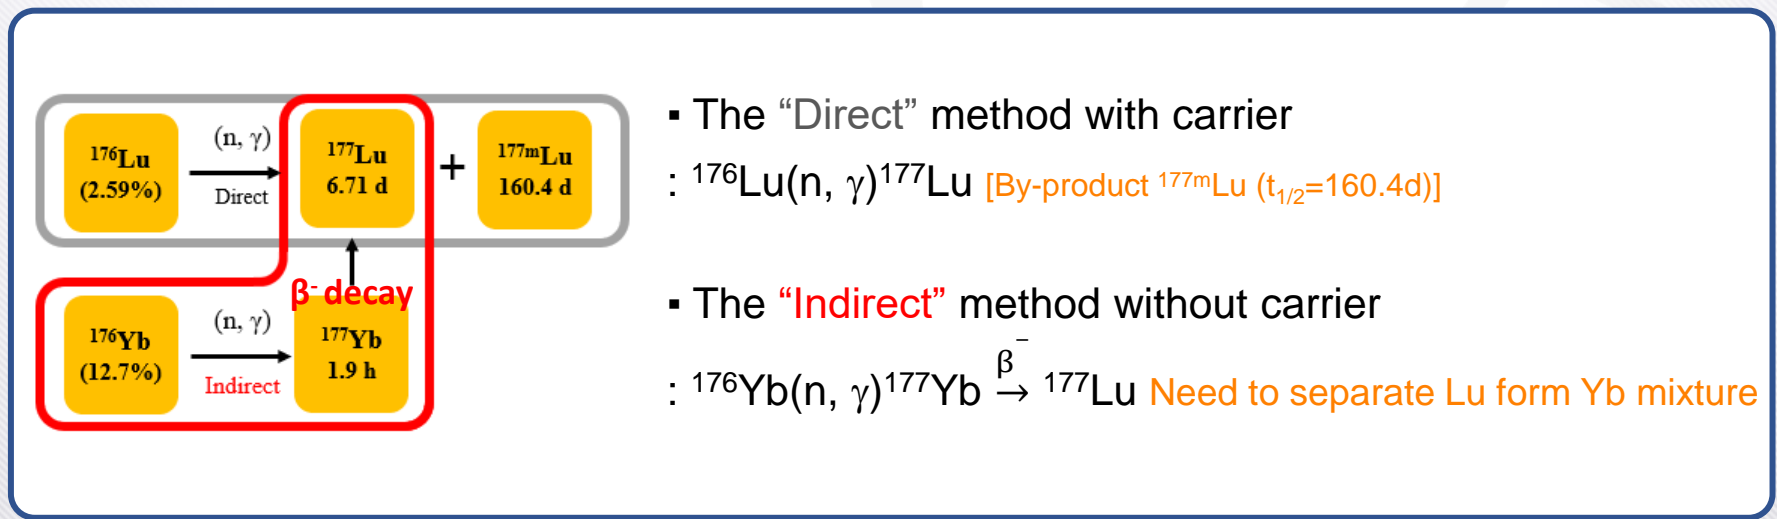 ¹⁷⁶Lu
(2.59%)
(n, γ)
Direct
¹⁷⁷Lu
6.71 d
+
¹⁷⁷ᵐLu
160.4 d
β⁻ decay
¹⁷⁶Yb
(12.7%)
(n, γ)
Indirect
¹⁷⁷Yb
1.9 h
▪ The “Direct” method with carrier
: ¹⁷⁶Lu(n, γ)¹⁷⁷Lu [By-product ¹⁷⁷ᵐLu (t₁/₂=160.4d)]
▪ The “Indirect” method without carrier
: ¹⁷⁶Yb(n, γ)¹⁷⁷Yb β⁻→ ¹⁷⁷Lu Need to separate Lu form Yb mixture